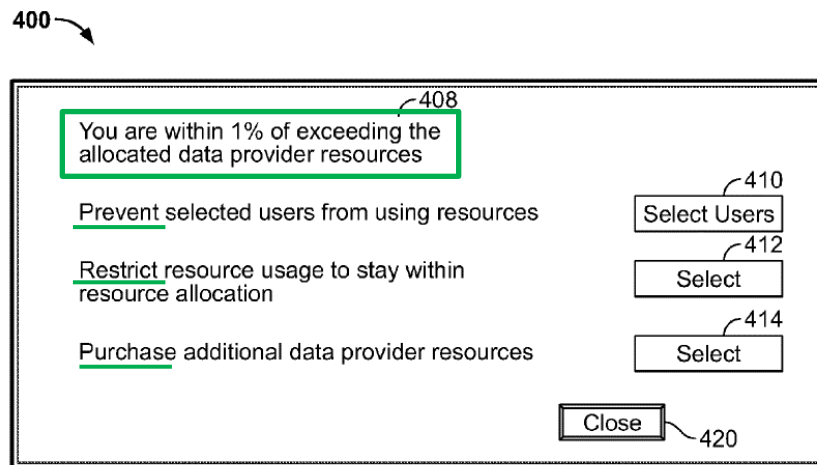 400
408
You are within 1% of exceeding the
allocated data provider resources
410
Prevent selected users from using resources
Select Users
412
Restrict resource usage to stay within
resource allocation
Select
414
Purchase additional data provider resources
Select
Close
420